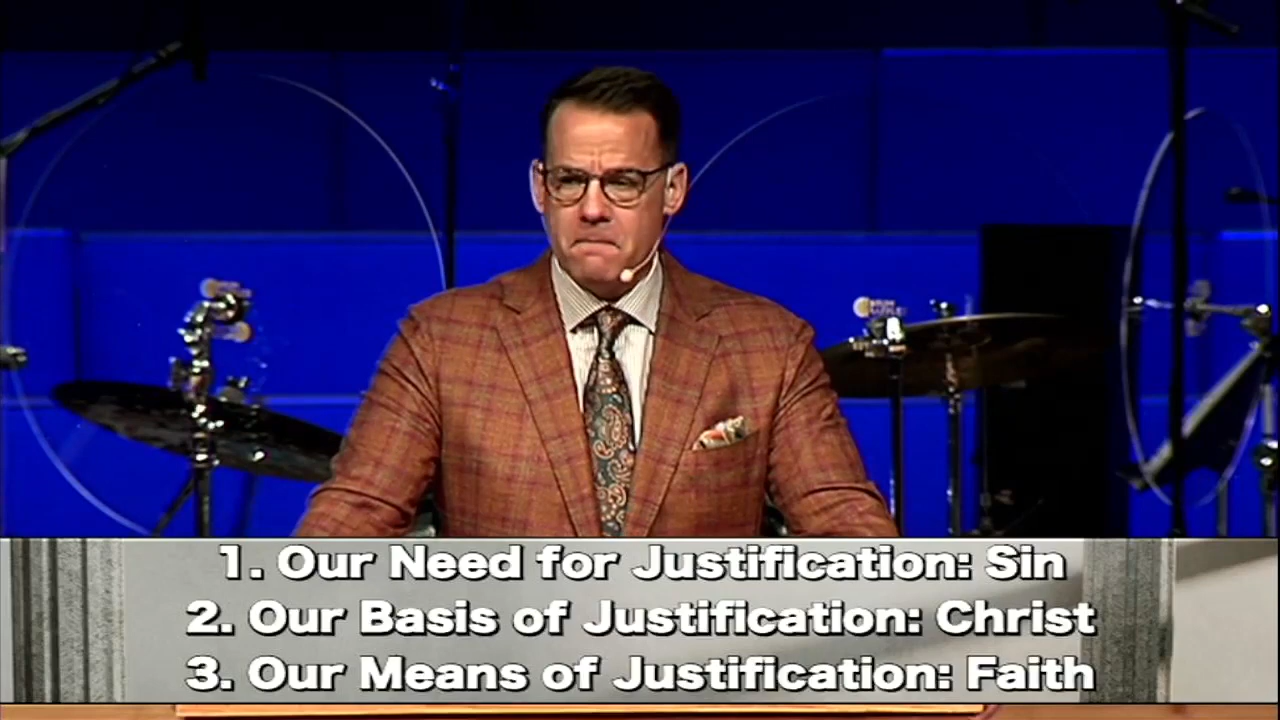 1. Our Need for Justification: Sin
2. Our Basis of Justification: Christ
3. Our Means of Justification: Faith